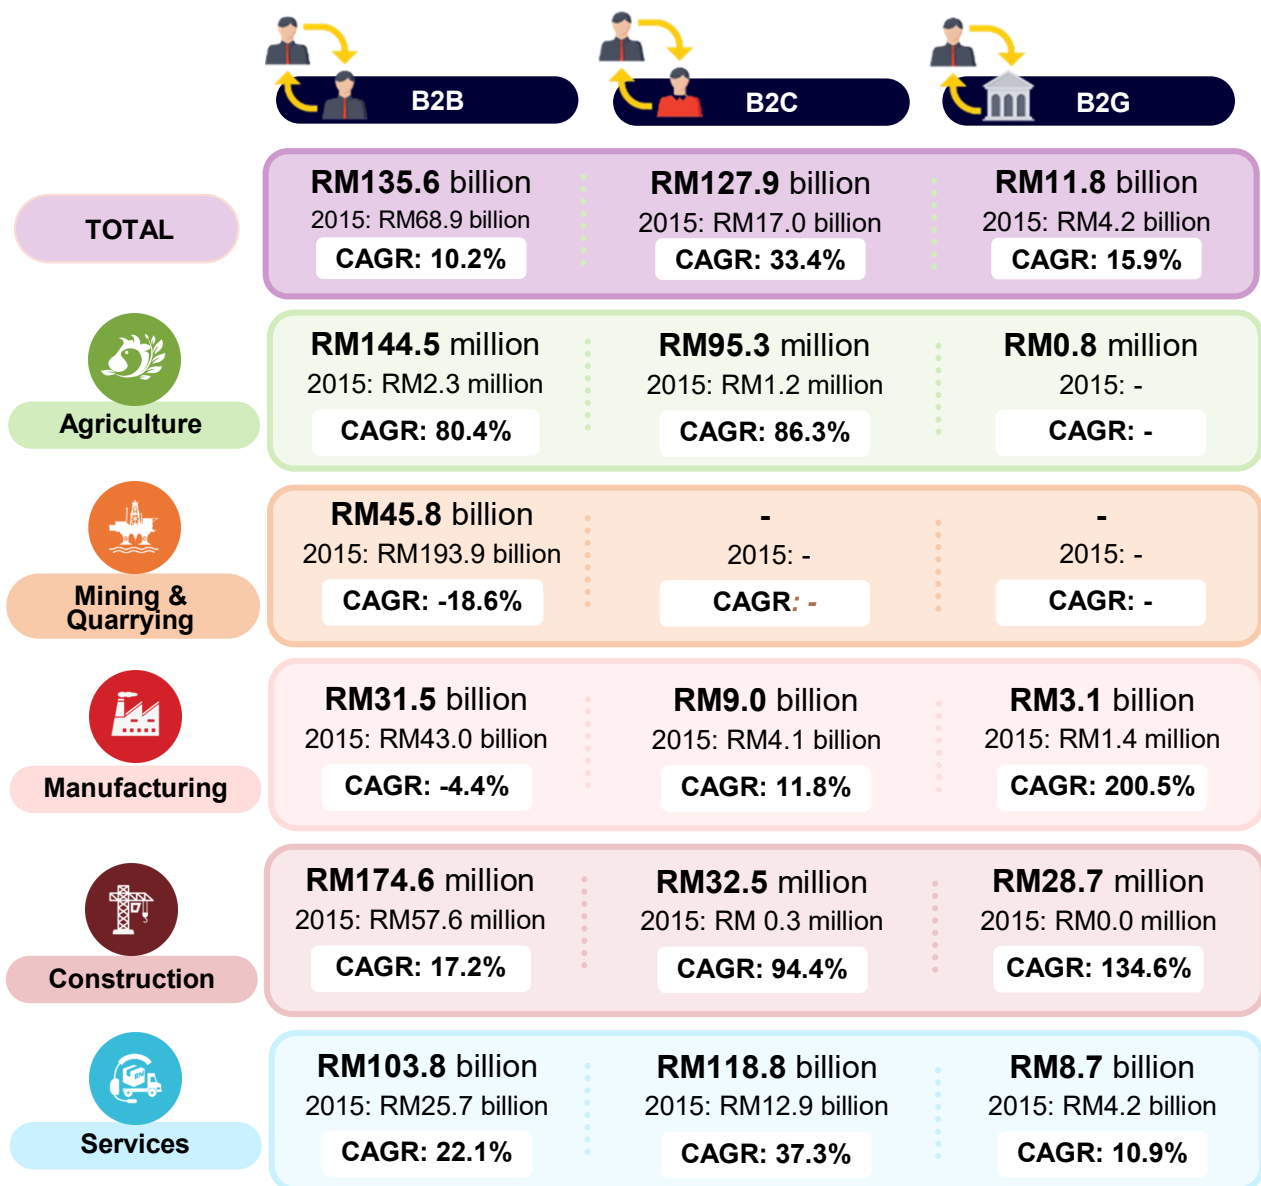 B2B
B2C
B2G
TOTAL
RM135.6 billion
2015: RM68.9 billion
CAGR: 10.2%
RM127.9 billion
2015: RM17.0 billion
CAGR: 33.4%
RM11.8 billion
2015: RM4.2 billion
CAGR: 15.9%
Agriculture
RM144.5 million
2015: RM2.3 million
CAGR: 80.4%
RM95.3 million
2015: RM1.2 million
CAGR: 86.3%
RM0.8 million
2015: -
CAGR: -
Mining &
Quarrying
RM45.8 billion
2015: RM193.9 billion
CAGR: -18.6%
-
2015: -
CAGR: -
-
2015: -
CAGR: -
Manufacturing
RM31.5 billion
2015: RM43.0 billion
CAGR: -4.4%
RM9.0 billion
2015: RM4.1 billion
CAGR: 11.8%
RM3.1 billion
2015: RM1.4 million
CAGR: 200.5%
Construction
RM174.6 million
2015: RM57.6 million
CAGR: 17.2%
RM32.5 million
2015: RM 0.3 million
CAGR: 94.4%
RM28.7 million
2015: RM0.0 million
CAGR: 134.6%
Services
RM103.8 billion
2015: RM25.7 billion
CAGR: 22.1%
RM118.8 billion
2015: RM12.9 billion
CAGR: 37.3%
RM8.7 billion
2015: RM4.2 billion
CAGR: 10.9%